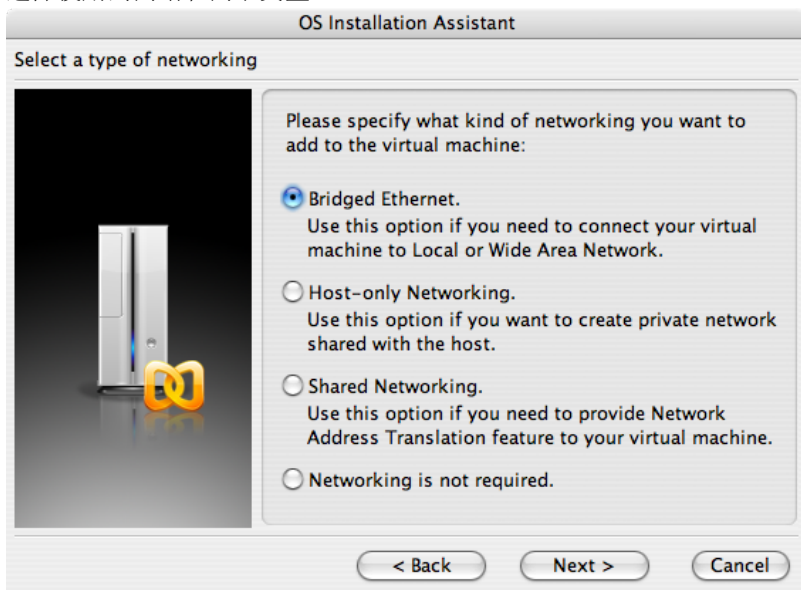 OS Installation Assistant
Select a type of networking
Please specify what kind of networking you want to
add to the virtual machine:
Bridged Ethernet.
Use this option if you need to connect your virtual
machine to Local or Wide Area Network.
Host-only Networking.
Use this option if you want to create private network
shared with the host.
Shared Networking.
Use this option if you need to provide Network
Address Translation feature to your virtual machine.
Networking is not required.
< Back
Next >
Cancel